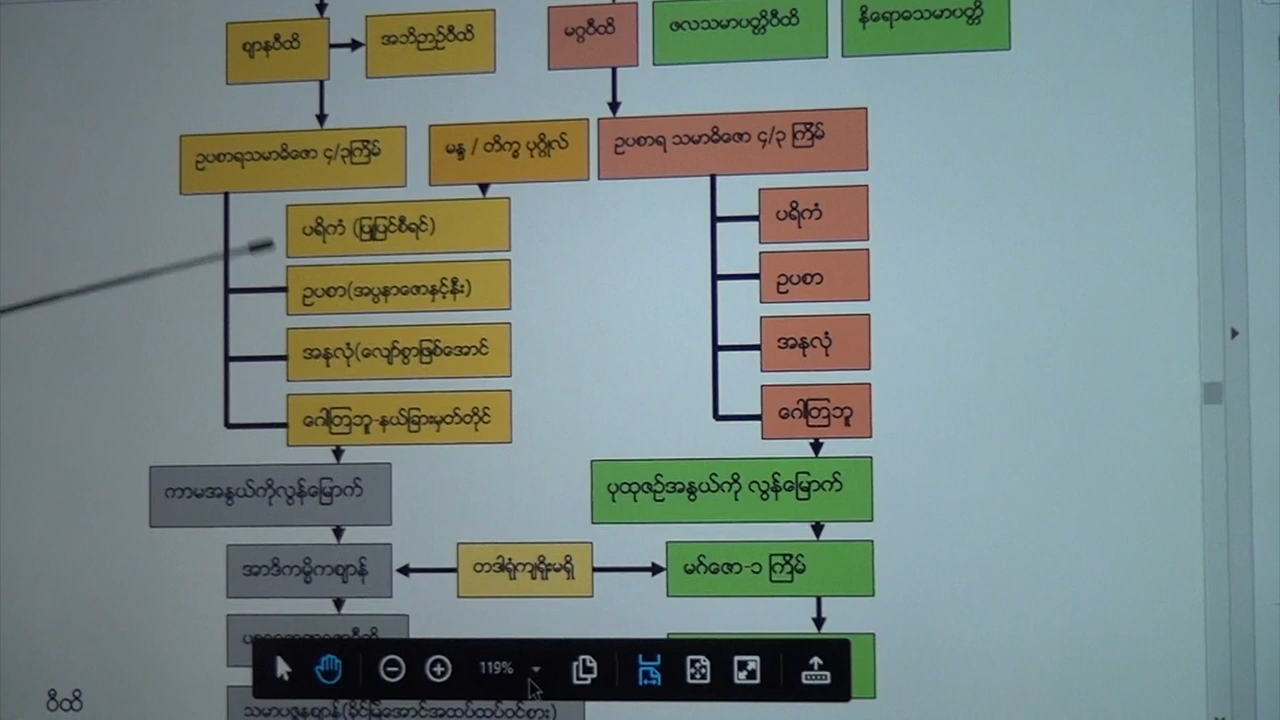 ဈာနဝီထိ
အဘိညာဉ်ဝီထိ
မဂ္ဂဝီထိ
ဖလသမာပတ္တိဝီထိ
နိရောဓသမာပတ္တိ
ဥပစာရသမာဓိဇော ၄/၃ကြိမ်
မန္ဒ / တိက္ခ ပုဂ္ဂိုလ်
ဥပစာရ သမာဓိဇော ၄/၃ ကြိမ်
ပရိကံ (ပြုပြင်စီရင်)
ပရိကံ
ဥပစာ(အပ္ပနာဇောနှင့်နီး)
ဥပစာ
အနုလုံ(လျော်စွာဖြစ်အောင်
အနုလုံ
ဂေါတြဘူ-နယ်ခြားမှတ်တိုင်
ဂေါတြဘူ
ကာမအနွယ်ကိုလွန်မြောက်
ပုထုဇဉ်အနွယ်ကို လွန်မြောက်
အာဒိကမ္မိကဈာန်
တဒါရုံကျရိုးမရှိ
မဂ်ဇော-၁ ကြိမ်
119%
ဝီထိ